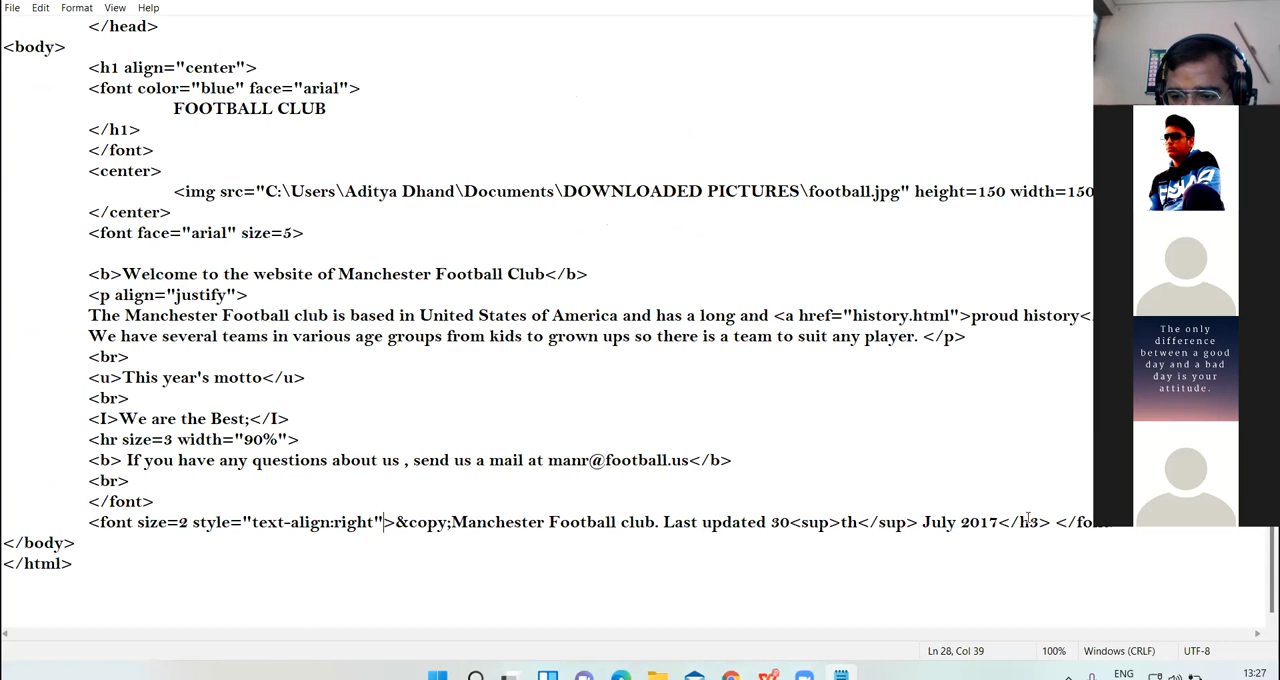 File Edit Format View Help
</head>
<body>
<h1 align="center">
<font color="blue" face="arial">
FOOTBALL CLUB
</h1>
</font>
<center>
<img src="C:\Users\Aditya Dhand\Documents\DOWNLOADED PICTURES\football.jpg" height=150 width=150
</center>
<font face="arial" size=5>
<b>Welcome to the website of Manchester Football Club</b>
<p align="justify">
The Manchester Football club is based in United States of America and has a long and <a href="history.html">proud history<
We have several teams in various age groups from kids to grown ups so there is a team to suit any player. </p>
<br>
<u>This year's motto</u>
<br>
<I>We are the Best;</I>
<hr size=3 width="90%">
<b> If you have any questions about us , send us a mail at manr@football.us</b>
<br>
</font>
<font size=2 style="text-align:right">&copy;Manchester Football club. Last updated 30<sup>th</sup> July 2017</h3> </fo
</body>
</html>
The only
difference
between a good
day and a bad
day is your
attitude.
Ln 28, Col 39 100% Windows (CRLF) UTF-8
ENG 13:27